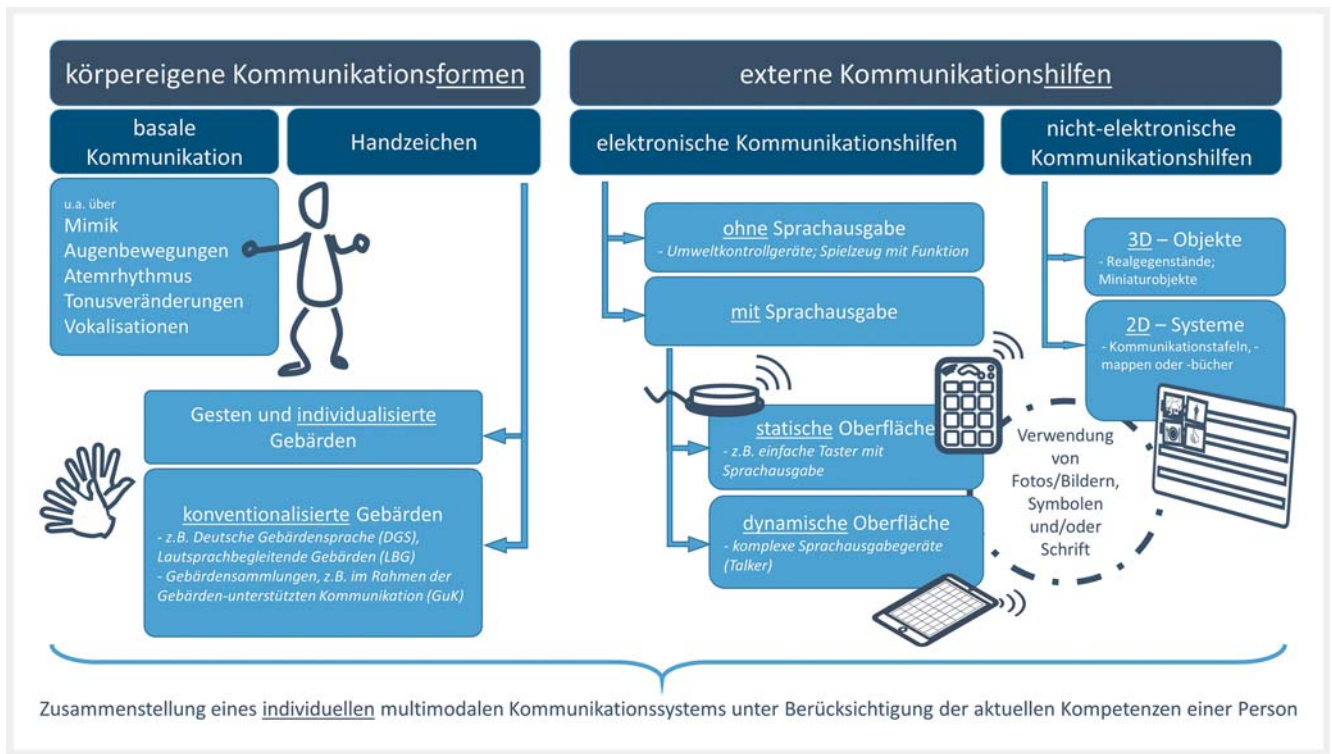 körpereigene Kommunikationsformen
basale
Kommunikation
Handzeichen
u.a. über
Mimik
Augenbewegungen
Atemrhythmus
Tonusveränderungen
Vokalisationen
Gesten und individualisierte
Gebärden
konventionalisierte Gebärden
- z.B. Deutsche Gebärdensprache (DGS),
Lautsprachbegleitende Gebärden (LBG)
- Gebärdensammlungen, z.B. im Rahmen der
Gebärden-unterstützten Kommunikation (GuK)
externe Kommunikationshilfen
elektronische Kommunikationshilfen
ohne Sprachausgabe
- Umweltkontrollgeräte; Spielzeug mit Funktion
mit Sprachausgabe
statische Oberfläche
- z.B. einfache Taster mit
Sprachausgabe
dynamische Oberfläche
- komplexe Sprachausgabegeräte
(Talker)
nicht-elektronische
Kommunikationshilfen
3D – Objekte
- Realgegenstände;
Miniaturobjekte
2D – Systeme
- Kommunikationstafeln, -
mappen oder -bücher
Verwendung
von
Fotos/Bildern,
Symbolen
und/oder
Schrift
Zusammenstellung eines individuellen multimodalen Kommunikationssystems unter Berücksichtigung der aktuellen Kompetenzen einer Person